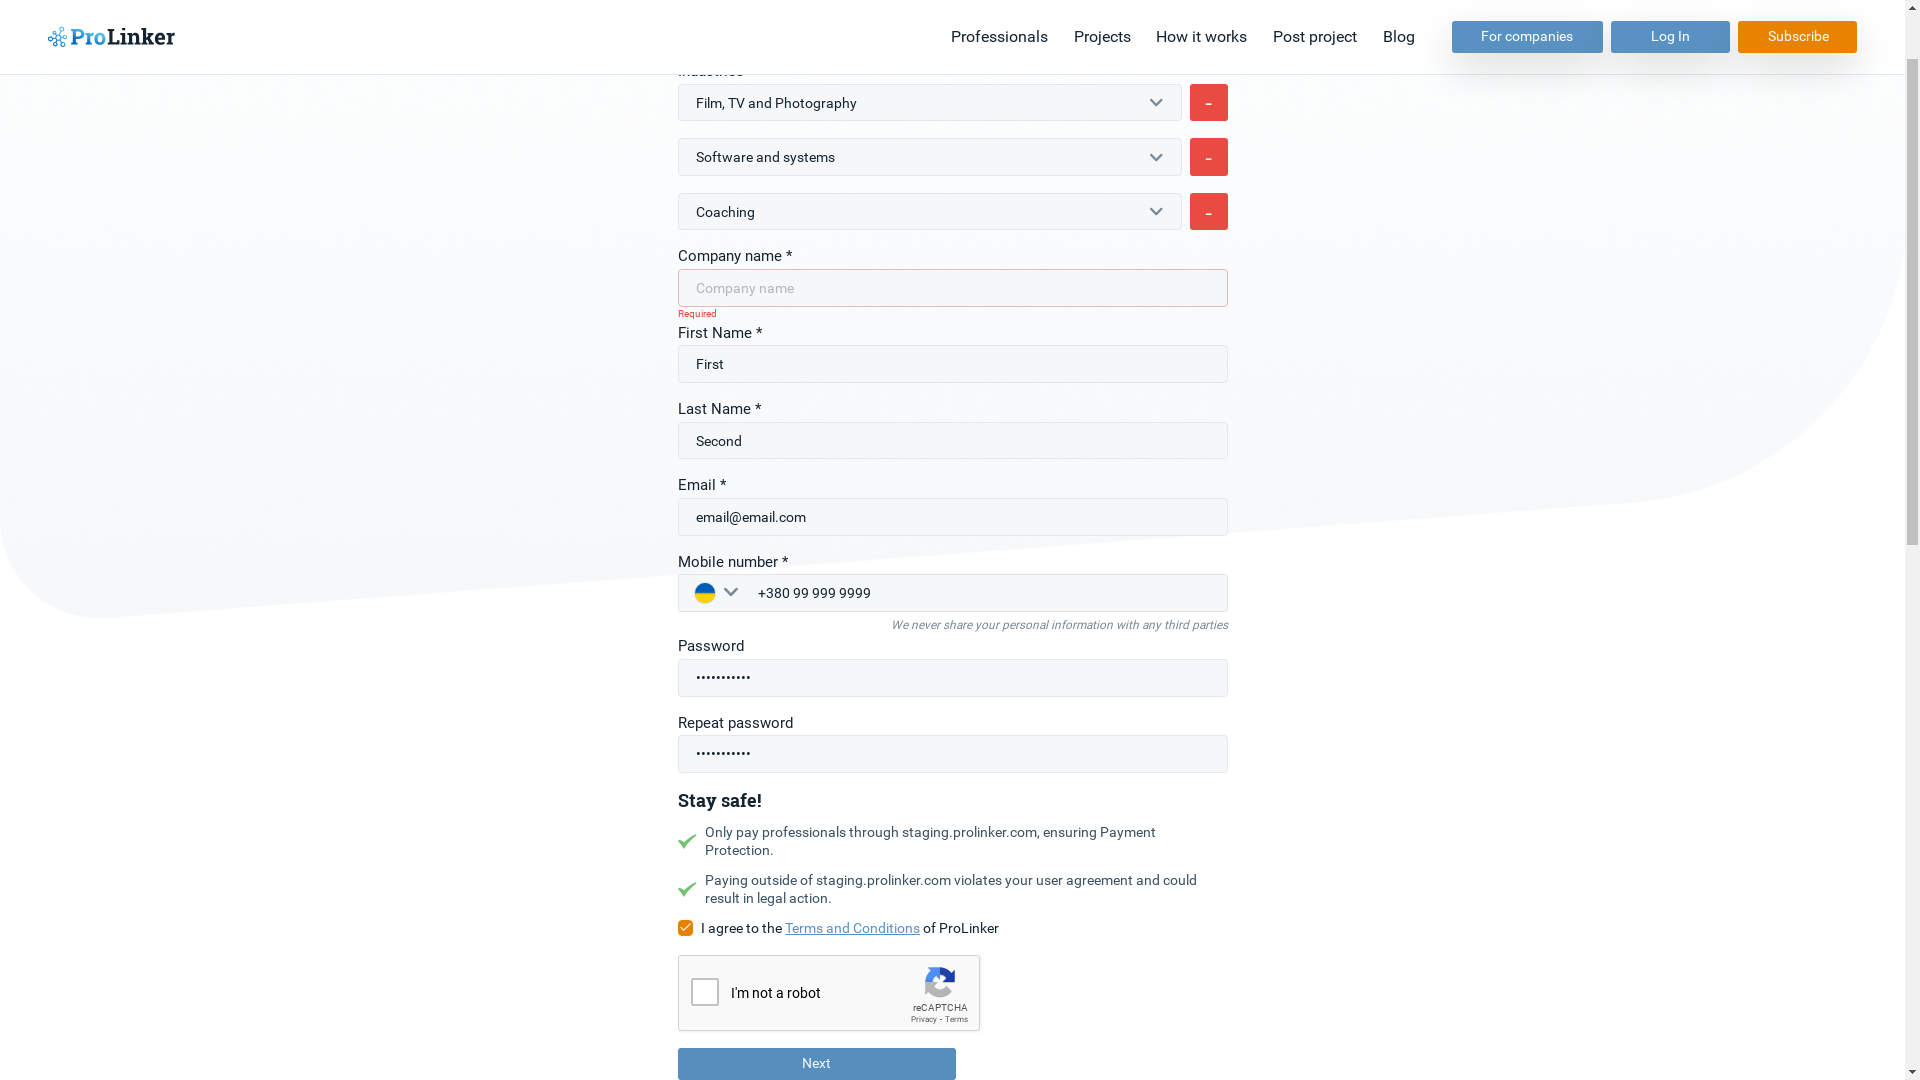 ProLinker
Professionals
Projects
How it works
Post project
Blog
For companies
Log In
Subscribe
Industries
Film, TV and Photography
-
Software and systems
-
Coaching
-
Company name *
Company name
Required
First Name *
First
Last Name *
Second
Email *
email@email.com
Mobile number *
+380 99 999 9999
We never share your personal information with any third parties
Password
•••••••••••
Repeat password
•••••••••••
Stay safe!
Only pay professionals through staging.prolinker.com, ensuring Payment
Protection.
Paying outside of staging.prolinker.com violates your user agreement and could
result in legal action.
I agree to the Terms and Conditions of ProLinker
I'm not a robot
reCAPTCHA
Privacy - Terms
Next